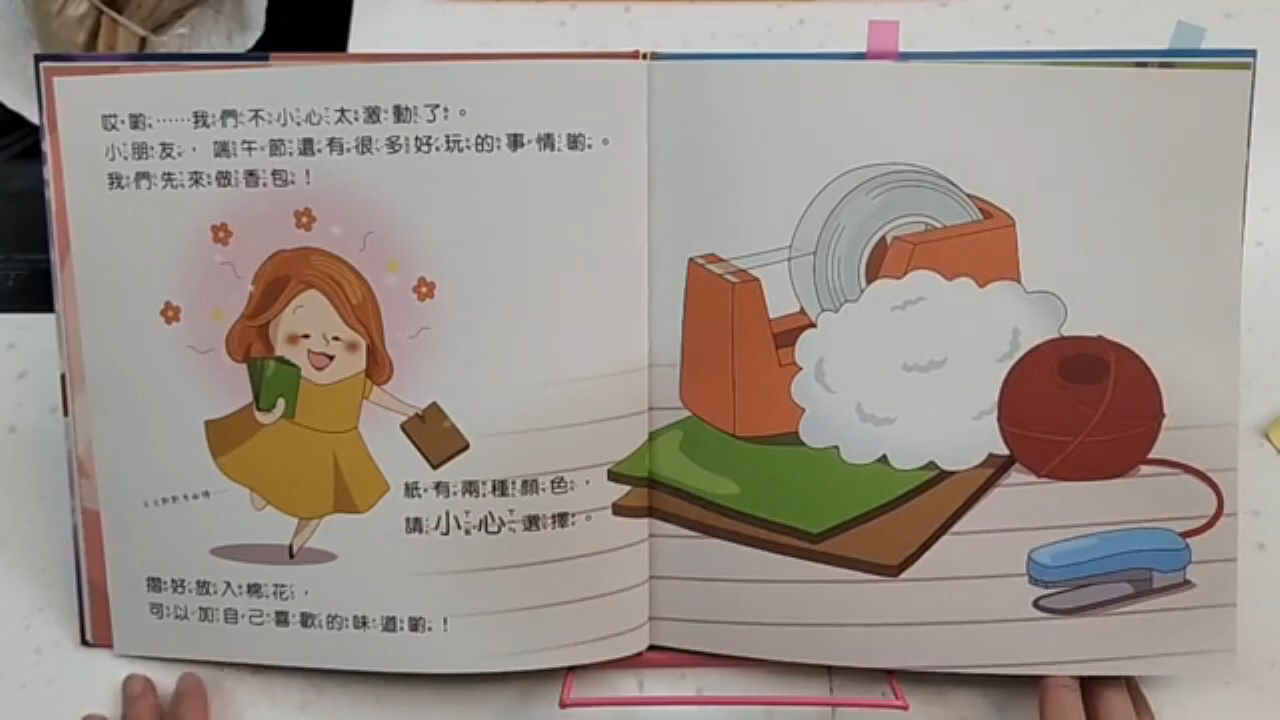 哎喲……我們不小心太激動了。
小朋友，端午節還有很多好玩的事情喲。
我們先來做香包！
紙有兩種顏色，
請小心選擇。
摺好放入棉花，
可以加自己喜歡的味道喲！